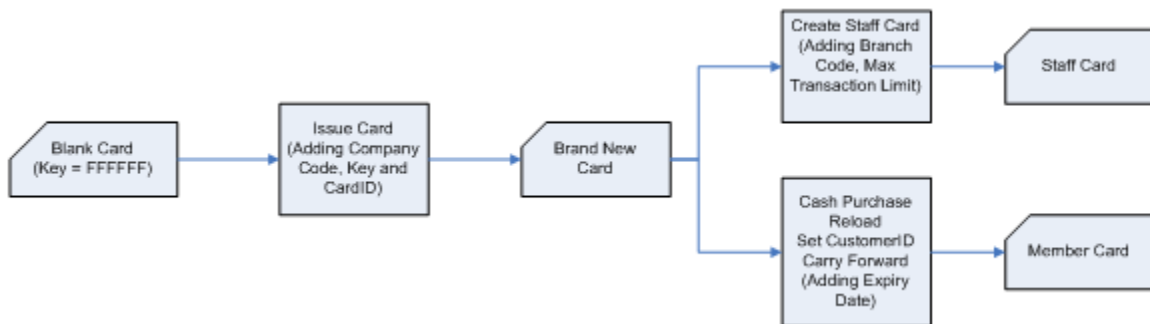 Blank Card
(Key = FFFFFF)
Issue Card
(Adding Company
Code, Key and
CardID)
Brand New
Card
Create Staff Card
(Adding Branch
Code, Max
Transaction Limit)
Staff Card
Cash Purchase
Reload
Set CustomerID
Carry Forward
(Adding Expiry
Date)
Member Card